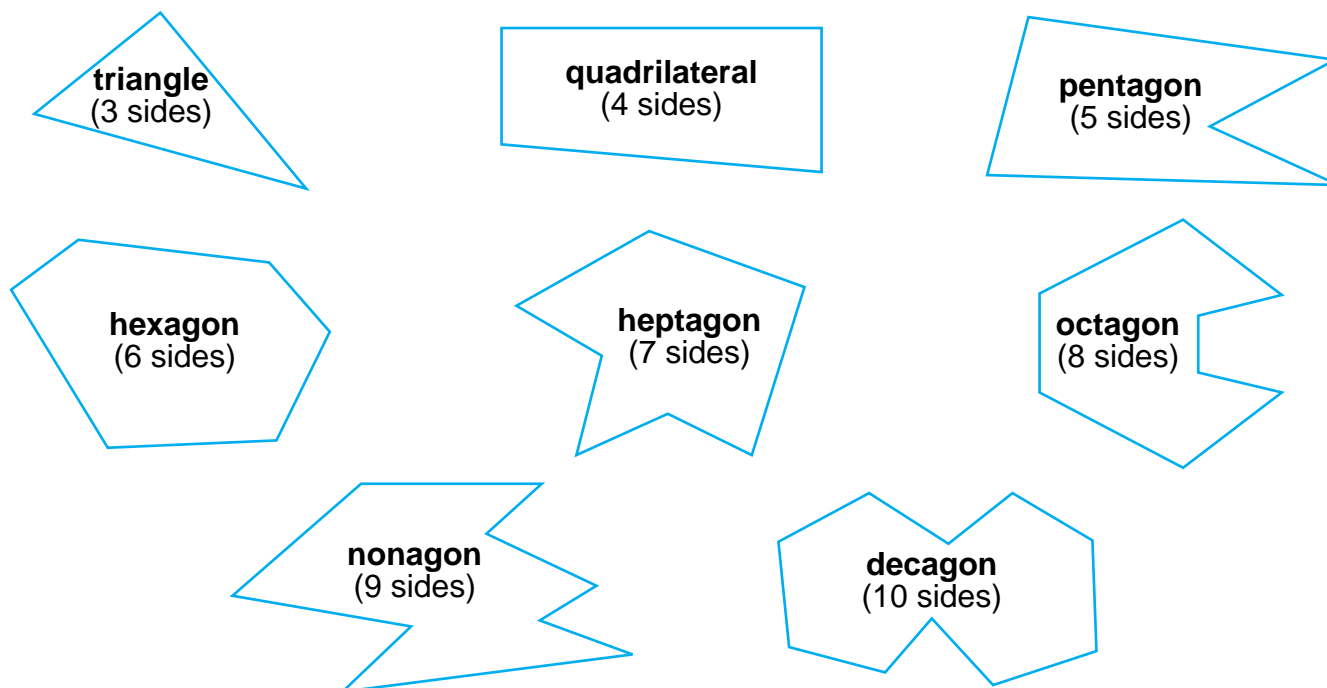 triangle
(3 sides)
quadrilateral
(4 sides)
pentagon
(5 sides)
hexagon
(6 sides)
heptagon
(7 sides)
octagon
(8 sides)
nonagon
(9 sides)
decagon
(10 sides)